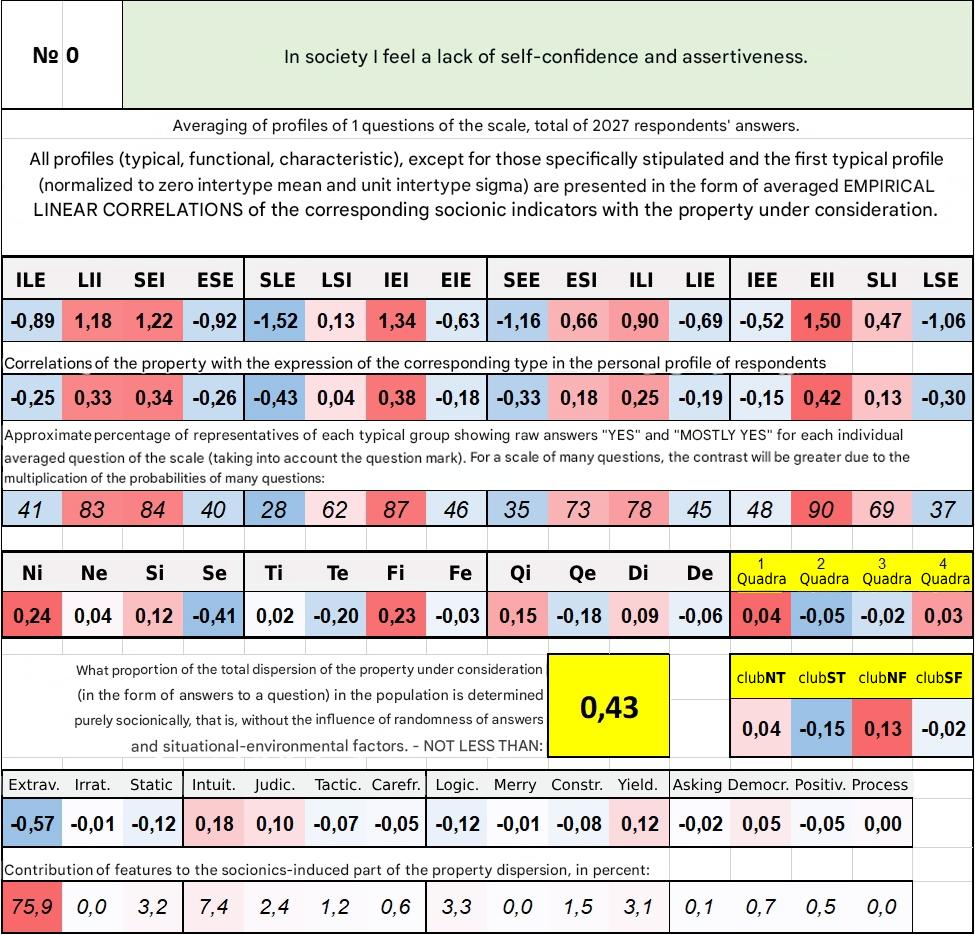 № 0
In society I feel a lack of self-confidence and assertiveness.
Averaging of profiles of 1 questions of the scale, total of 2027 respondents' answers.
All profiles (typical, functional, characteristic), except for those specifically stipulated and the first typical profile
(normalized to zero intertype mean and unit intertype sigma) are presented in the form of averaged EMPIRICAL
LINEAR CORRELATIONS of the corresponding socionic indicators with the property under consideration.
ILE LII SEI ESE SLE LSI IEI EIE SEE ESI ILI LIE IEE EII SLI LSE
-0,89 1,18 1,22 -0,92 -1,52 0,13 1,34 -0,63 -1,16 0,66 0,90 -0,69 -0,52 1,50 0,47 -1,06
Correlations of the property with the expression of the corresponding type in the personal profile of respondents
-0,25 0,33 0,34 -0,26 -0,43 0,04 0,38 -0,18 -0,33 0,18 0,25 -0,19 -0,15 0,42 0,13 -0,30
Approximate percentage of representatives of each typical group showing raw answers "YES" and "MOSTLY YES" for each individual
averaged question of the scale (taking into account the question mark). For a scale of many questions, the contrast will be greater due to the
multiplication of the probabilities of many questions:
41 83 84 40 28 62 87 46 35 73 78 45 48 90 69 37
Ni Ne Si Se Ti Te Fi Fe Qi Qe Di De 1 Quadra 2 Quadra 3 Quadra 4 Quadra
0,24 0,04 0,12 -0,41 0,02 -0,20 0,23 -0,03 0,15 -0,18 0,09 -0,06 0,04 -0,05 -0,02 0,03
What proportion of the total dispersion of the property under consideration
(in the form of answers to a question) in the population is determined
purely socionically, that is, without the influence of randomness of answers
and situational-environmental factors. - NOT LESS THAN:
0,43
clubNT clubST clubNF clubSF
0,04 -0,15 0,13 -0,02
Extrav. Irrat. Static Intuit. Judic. Tactic. Carefr. Logic. Merry Constr. Yield. Asking Democr. Positiv. Process
-0,57 -0,01 -0,12 0,18 0,10 -0,07 -0,05 -0,12 -0,01 -0,08 0,12 -0,02 0,05 -0,05 0,00
Contribution of features to the socionics-induced part of the property dispersion, in percent:
75,9 0,0 3,2 7,4 2,4 1,2 0,6 3,3 0,0 1,5 3,1 0,1 0,7 0,5 0,0